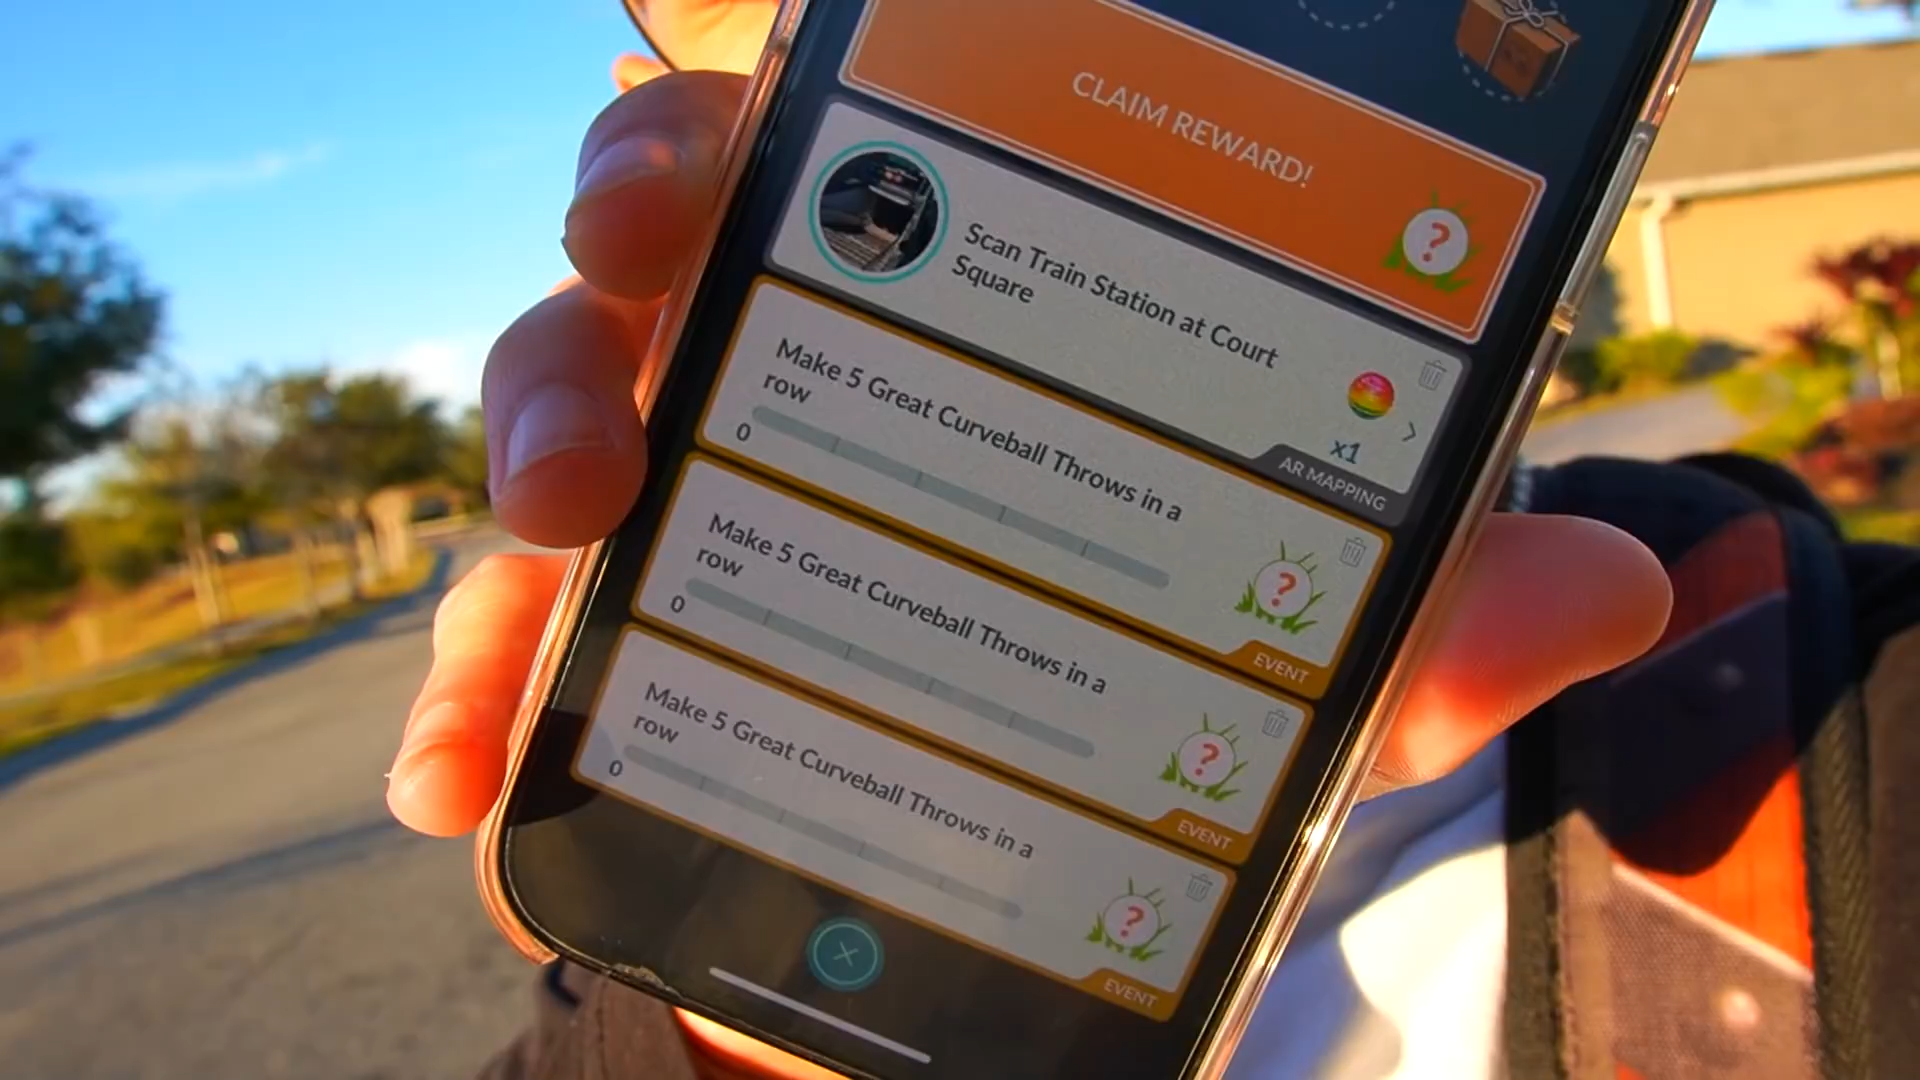 CLAIM REWARD!
?
Scan Train Station at Court
Square
x1
AR MAPPING
Make 5 Great Curveball Throws in a
row
0
?
EVENT
Make 5 Great Curveball Throws in a
row
0
?
EVENT
Make 5 Great Curveball Throws in a
row
0
?
EVENT